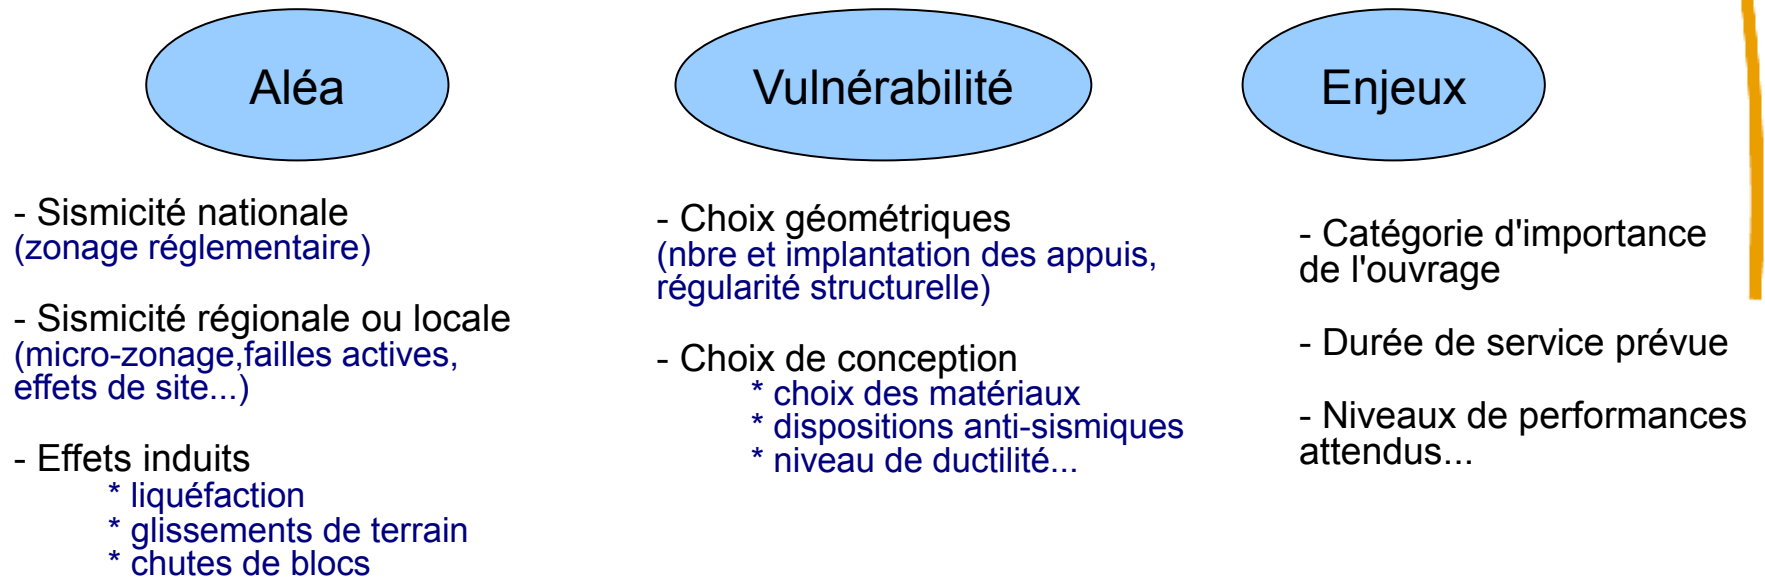 Aléa
- Sismicité nationale
(zonage réglementaire)
- Sismicité régionale ou locale
(micro-zonage,failles actives,
effets de site...)
- Effets induits
* liquéfaction
* glissements de terrain
* chutes de blocs
Vulnérabilité
- Choix géométriques
(nbre et implantation des appuis,
régularité structurelle)
- Choix de conception
* choix des matériaux
* dispositions anti-sismiques
* niveau de ductilité...
Enjeux
- Catégorie d'importance
de l'ouvrage
- Durée de service prévue
- Niveaux de performances
attendus...